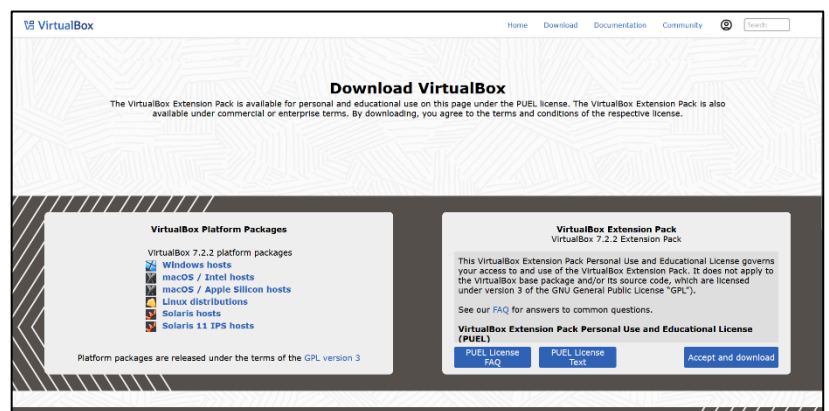 VirtualBox
Home Download Documentation Community Search
Download VirtualBox
The VirtualBox Extension Pack is available for personal and educational use on this page under the PUEL license. The VirtualBox Extension Pack is also
available under commercial or enterprise terms. By downloading, you agree to the terms and conditions of the respective license.
VirtualBox Platform Packages
VirtualBox 7.2.2 platform packages
Windows hosts
macOS / Intel hosts
macOS / Apple Silicon hosts
Linux distributions
Solaris hosts
Solaris 11 IPS hosts
Platform packages are released under the terms of the GPL version 3
VirtualBox Extension Pack
VirtualBox 7.2.2 Extension Pack
This VirtualBox Extension Pack Personal Use and Educational License governs
your access to and use of the VirtualBox Extension Pack. It does not apply to
the VirtualBox base package and/or its source code, which are licensed
under version 3 of the GNU General Public License "GPL").
See our FAQ for answers to common questions.
VirtualBox Extension Pack Personal Use and Educational License
(PUEL)
PUEL License
FAQ
PUEL License
Text
Accept and download